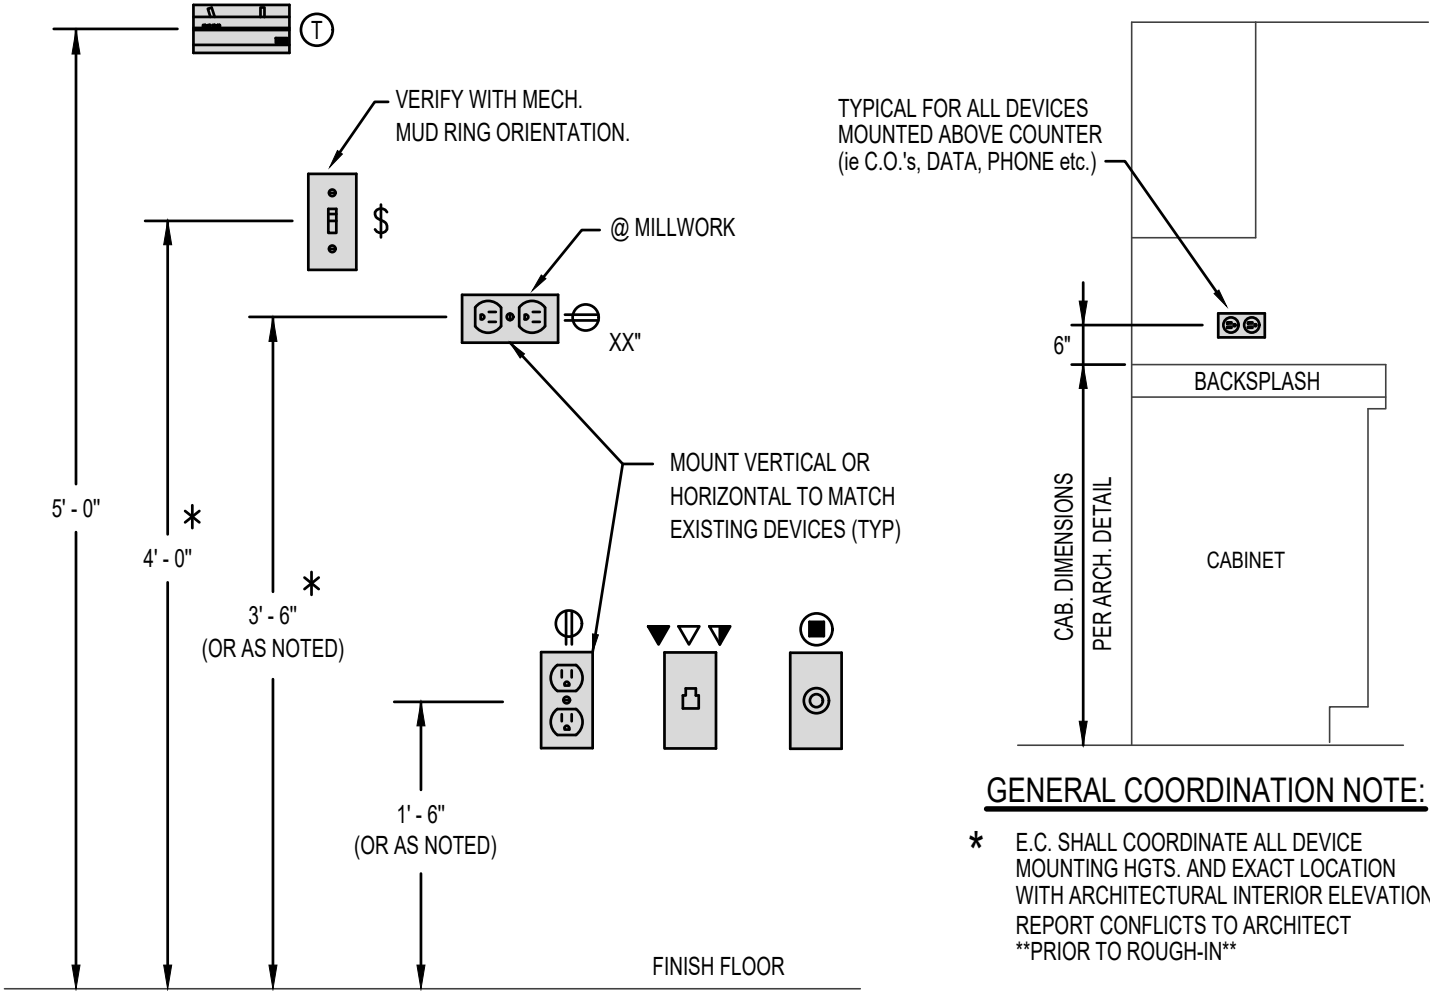 T
VERIFY WITH MECH.
MUD RING ORIENTATION.
$
@ MILLWORK
XX"
MOUNT VERTICAL OR
HORIZONTAL TO MATCH
EXISTING DEVICES (TYP)
5' - 0"
*
4' - 0"
*
3' - 6"
(OR AS NOTED)
1' - 6"
(OR AS NOTED)
FINISH FLOOR
TYPICAL FOR ALL DEVICES
MOUNTED ABOVE COUNTER
(ie C.O.'s, DATA, PHONE etc.)
6"
BACKSPLASH
CAB. DIMENSIONS
PER ARCH. DETAIL
CABINET
GENERAL COORDINATION NOTE:
* E.C. SHALL COORDINATE ALL DEVICE
MOUNTING HGTS. AND EXACT LOCATION
WITH ARCHITECTURAL INTERIOR ELEVATION
REPORT CONFLICTS TO ARCHITECT
**PRIOR TO ROUGH-IN**